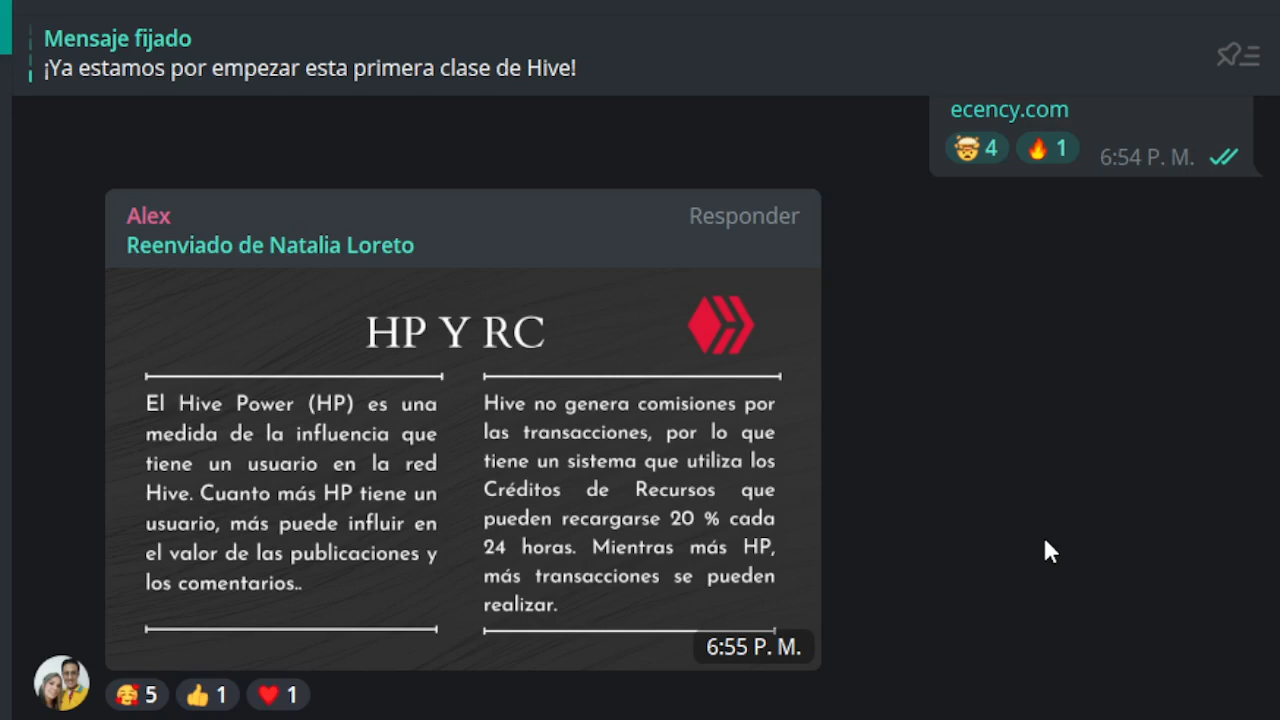 Mensaje fijado
¡Ya estamos por empezar esta primera clase de Hive!
ecency.com
4
1
6:54 P. M.
Alex
Responder
Reenviado de Natalia Loreto
HP Y RC
El Hive Power (HP) es una
medida de la influencia que
tiene un usuario en la red
Hive. Cuanto más HP tiene un
usuario, más puede influir en
el valor de las publicaciones y
los comentarios..
Hive no genera comisiones por
las transacciones, por lo que
tiene un sistema que utiliza los
Créditos de Recursos que
pueden recargarse 20 % cada
24 horas. Mientras más HP,
más transacciones se pueden
realizar.
6:55 P. M.
5
1
1